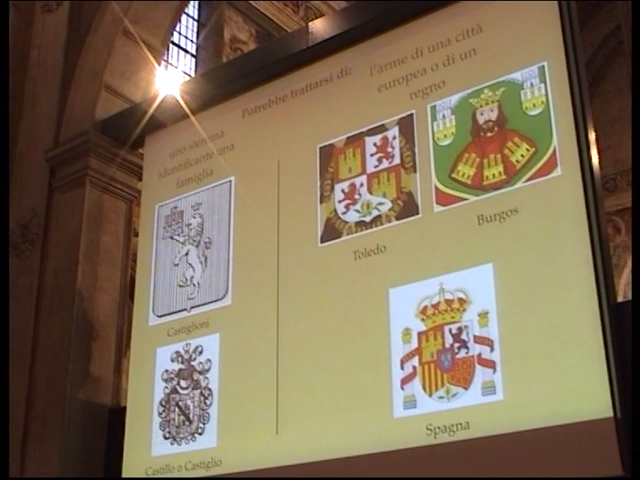 Potrebbe trattarsi di:
uno stemma
identificante una
famiglia
Castiglioni
Castillo o Castiglio
l'arme di una città
europea o di un
regno
Toledo
Burgos
Spagna